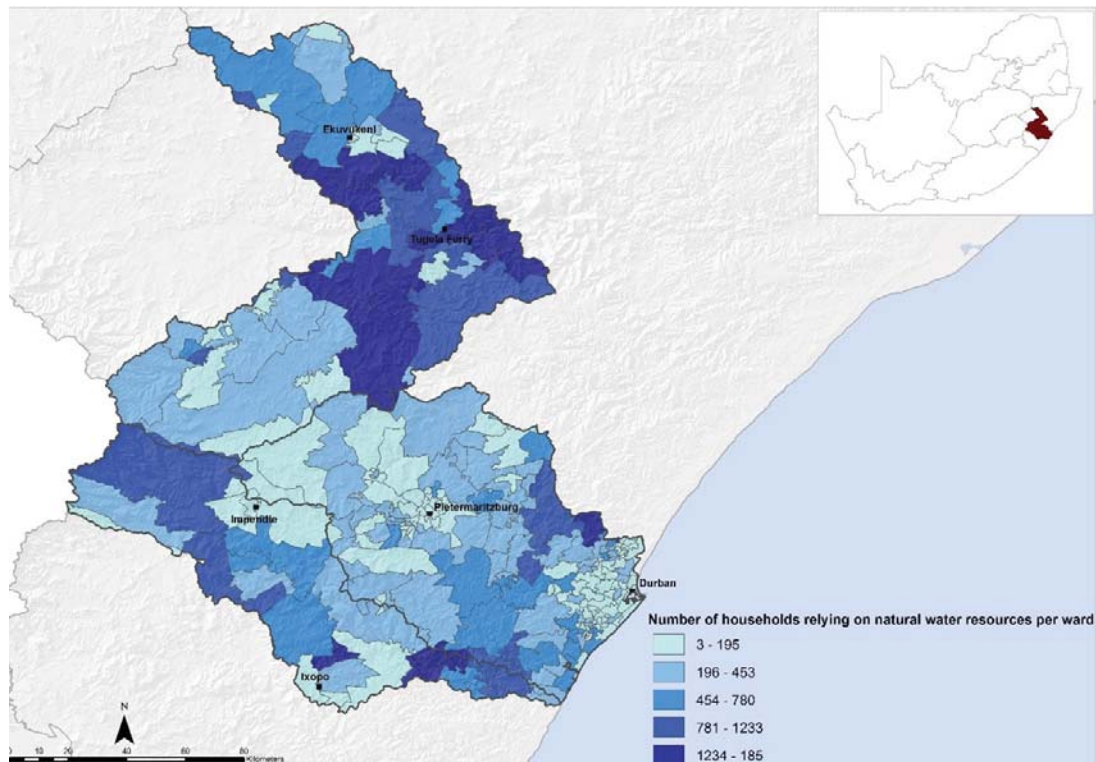 Ekuvukeni
Tugela Furry
Impendle
Pietermaritzburg
Durban
Ixopo
Number of households relying on natural water resources per ward
3 - 195
196 - 453
454 - 780
781 - 1233
1234 - 185
N
0 10 20 40 60 80
Kilometers